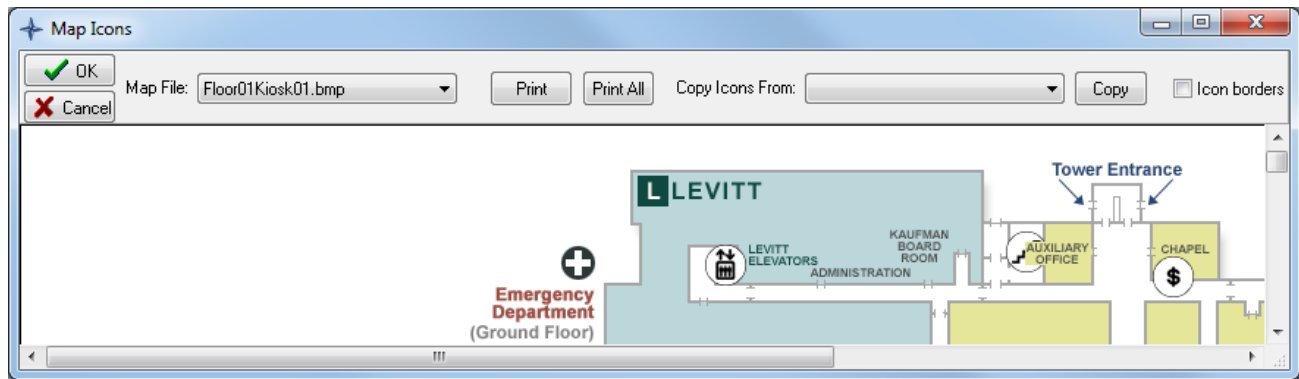 Map Icons
OK
Cancel
Map File:
Floor01Kiosk01.bmp
Print
Print All
Copy Icons From:
Copy
Icon borders
Tower Entrance
L LEVITT
KAUFMAN
BOARD
ROOM
LEVITT
ELEVATORS
ADMINISTRATION
AUXILIARY
OFFICE
CHAPEL
$
Emergency
Department
(Ground Floor)